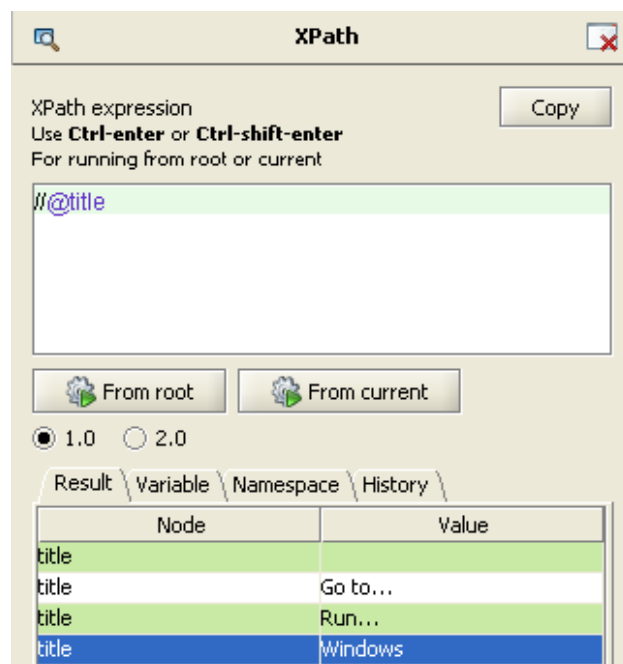 XPath
XPath expression
Copy
Use Ctrl-enter or Ctrl-shift-enter
For running from root or current
//@title
From root
From current
1.0
2.0
Result
Variable
Namespace
History
Node
Value
title
title
Go to...
title
Run...
title
Windows